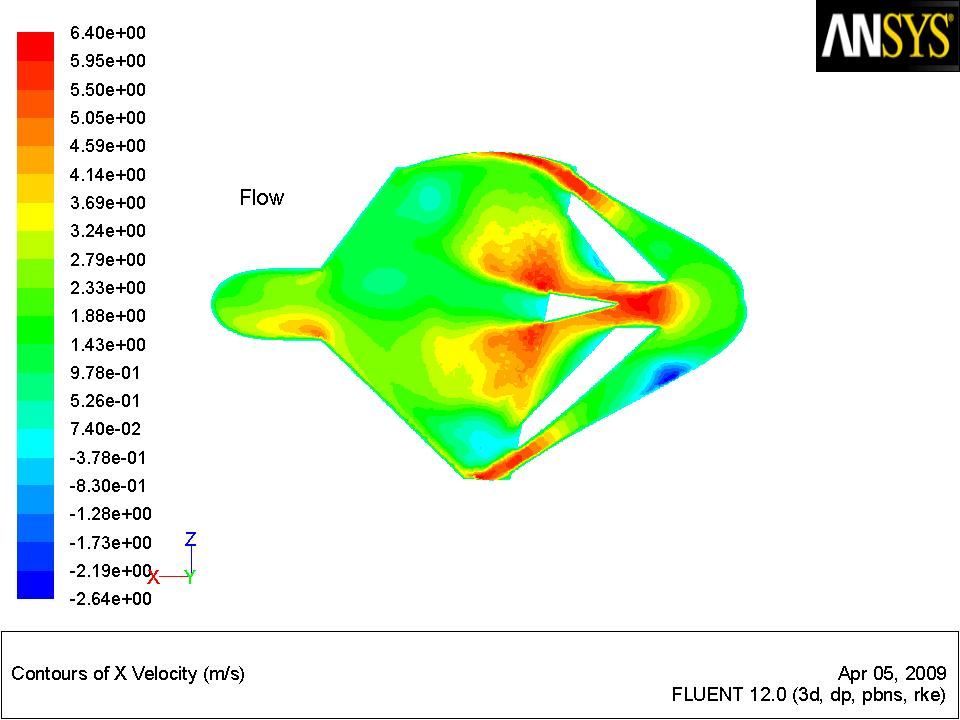 6.40e+00
5.95e+00
5.50e+00
5.05e+00
4.59e+00
4.14e+00
3.69e+00
3.24e+00
2.79e+00
2.33e+00
1.88e+00
1.43e+00
9.78e-01
5.26e-01
7.40e-02
-3.78e-01
-8.30e-01
-1.28e+00
-1.73e+00
-2.19e+00
-2.64e+00
ANSYS®
Flow
Z
X Y
Contours of X Velocity (m/s)
Apr 05, 2009
FLUENT 12.0 (3d, dp, pbns, rke)